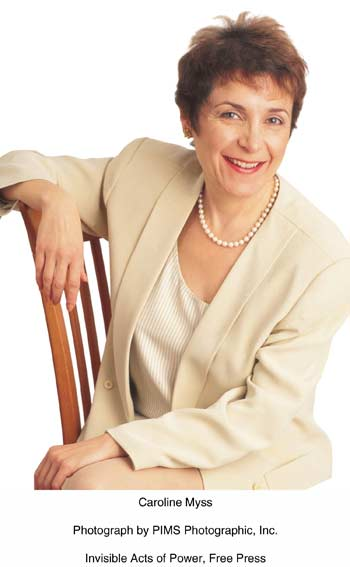 Caroline Myss
Photograph by PIMS Photographic, Inc.
Invisible Acts of Power, Free Press